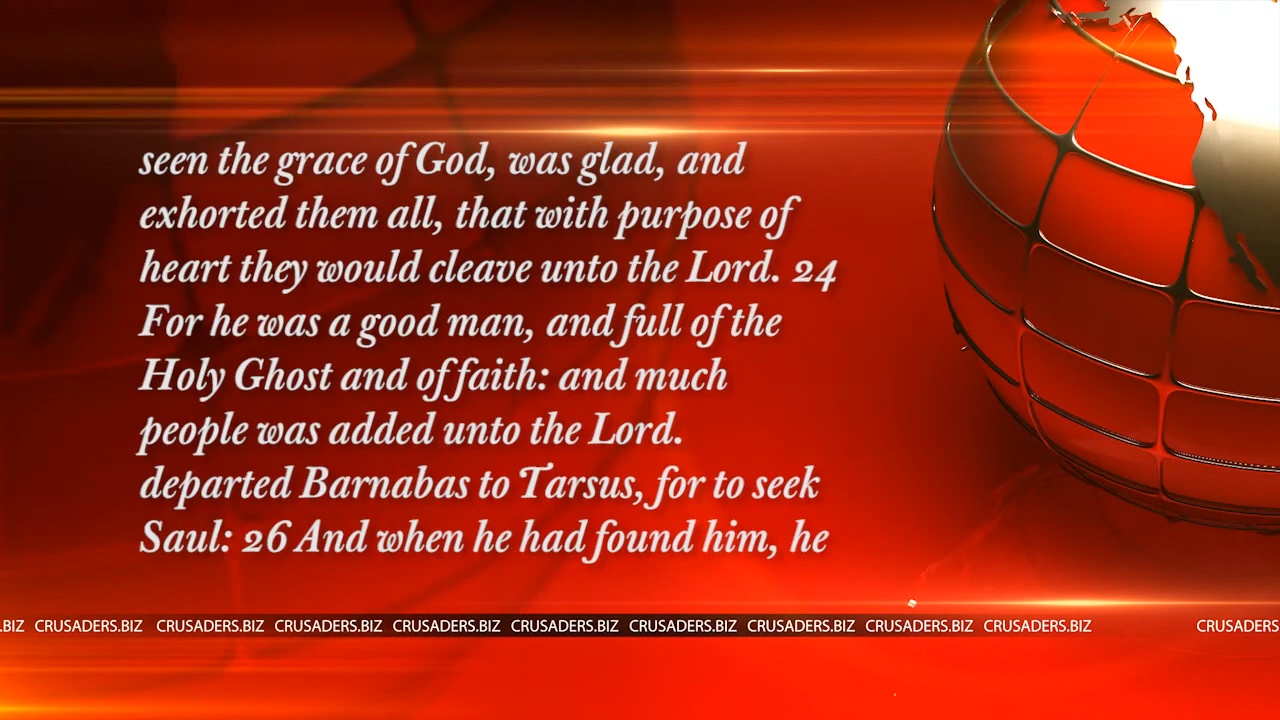 seen the grace of God, was glad, and
exhorted them all, that with purpose of
heart they would cleave unto the Lord. 24
For he was a good man, and full of the
Holy Ghost and of faith: and much
people was added unto the Lord.
departed Barnabas to Tarsus, for to seek
Saul: 26 And when he had found him, he
.BIZ CRUSADERS.BIZ CRUSADERS.BIZ CRUSADERS.BIZ CRUSADERS.BIZ CRUSADERS.BIZ CRUSADERS.BIZ CRUSADERS.BIZ CRUSADERS.BIZ CRUSADERS.BIZ CRUSADERS